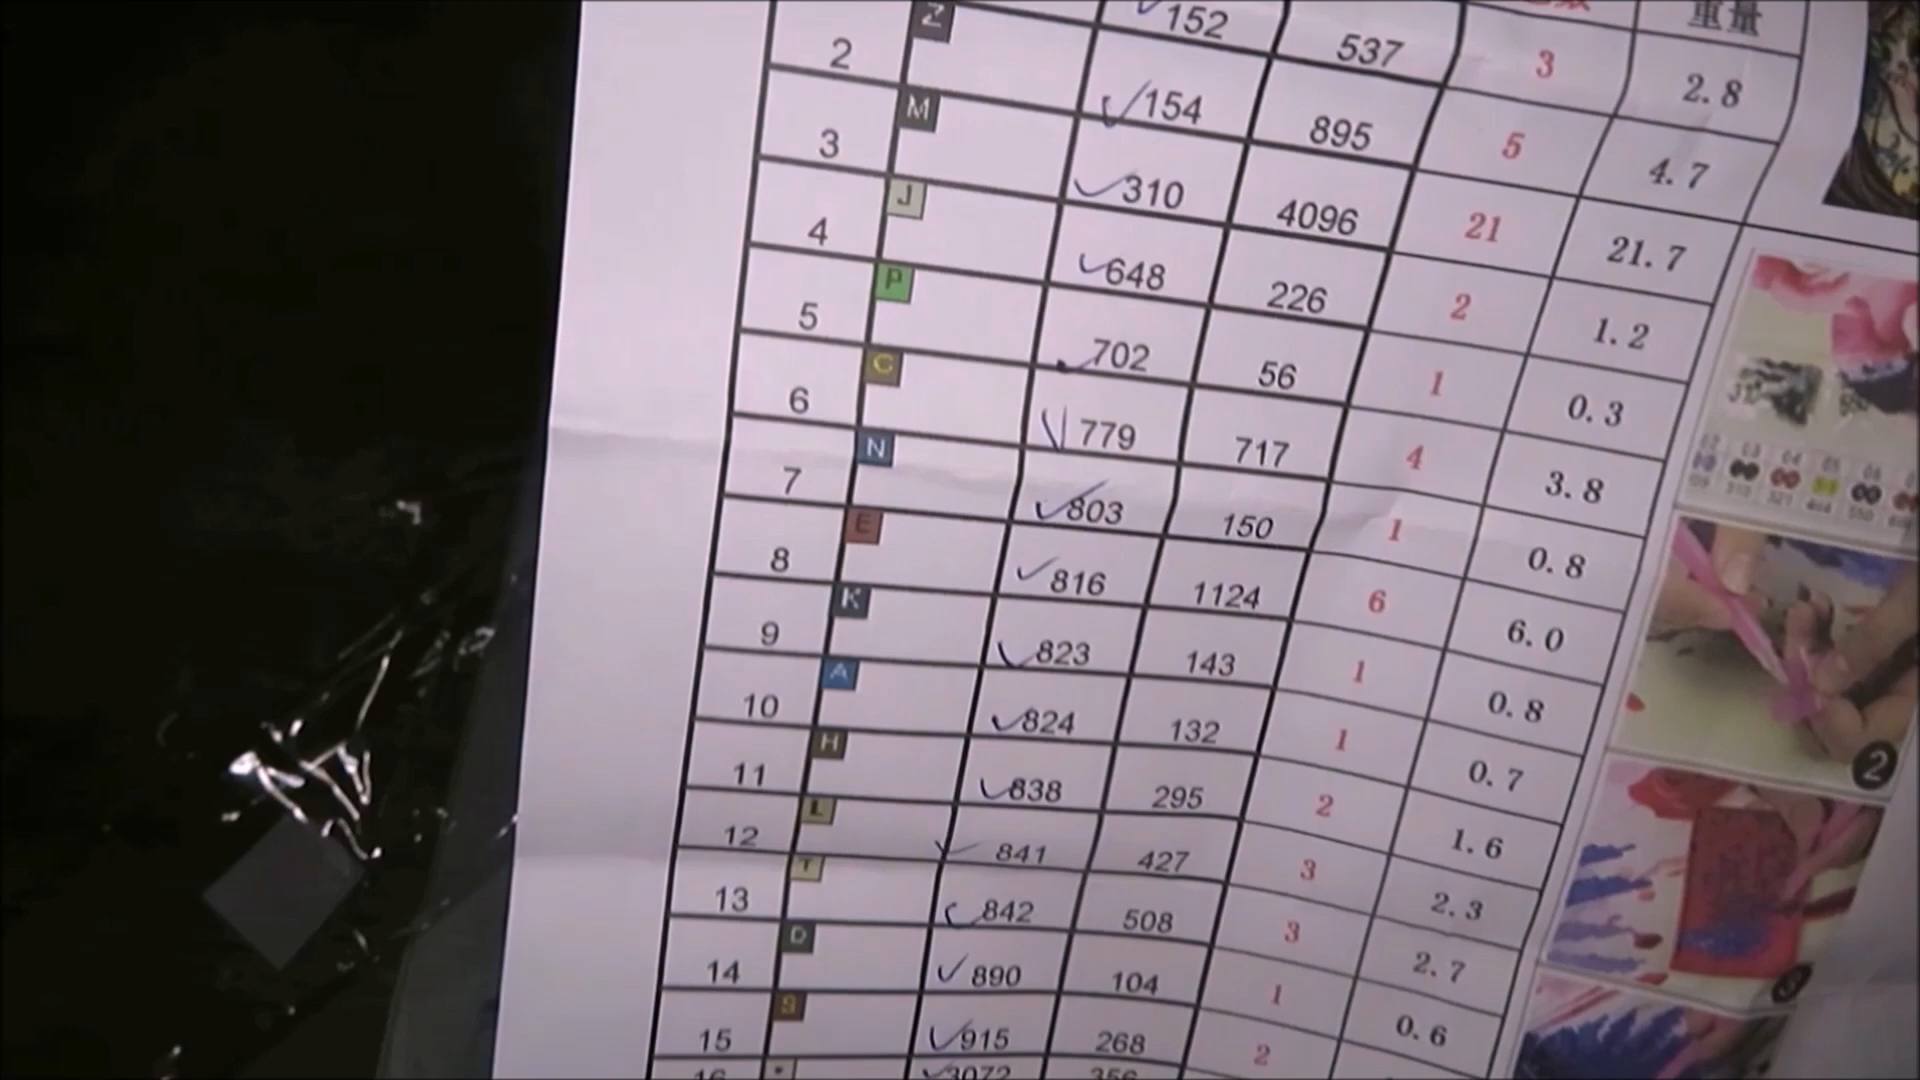 重量
152 537 3 2.8
2 Z 154 895 5 4.7
3 M 310 4096 21 21.7
4 J 648 226 2 1.2
5 P 702 56 1 0.3
6 779 717 4 3.8
7 N 803 150 1 0.8
8 E 816 1124 6 6.0
9 K 823 143 1 0.8
10 A 824 132 1 0.7
11 H 838 295 2 1.6
12 L 841 427 3 2.3
13 T 842 508 3 2.7
14 D 890 104 1 0.6
15 915 268 2
16 3072 356
2